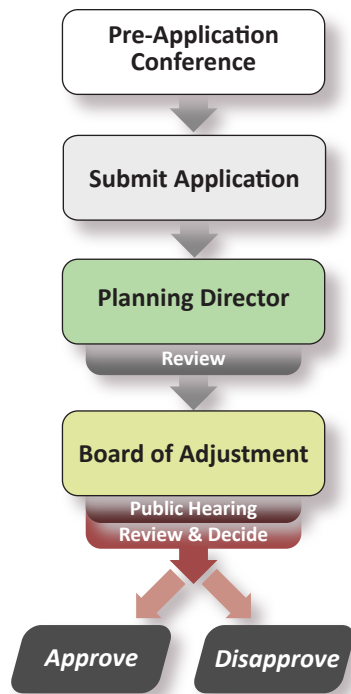 Pre-Application
Conference
Submit Application
Planning Director
Review
Board of Adjustment
Public Hearing
Review & Decide
Approve
Disapprove